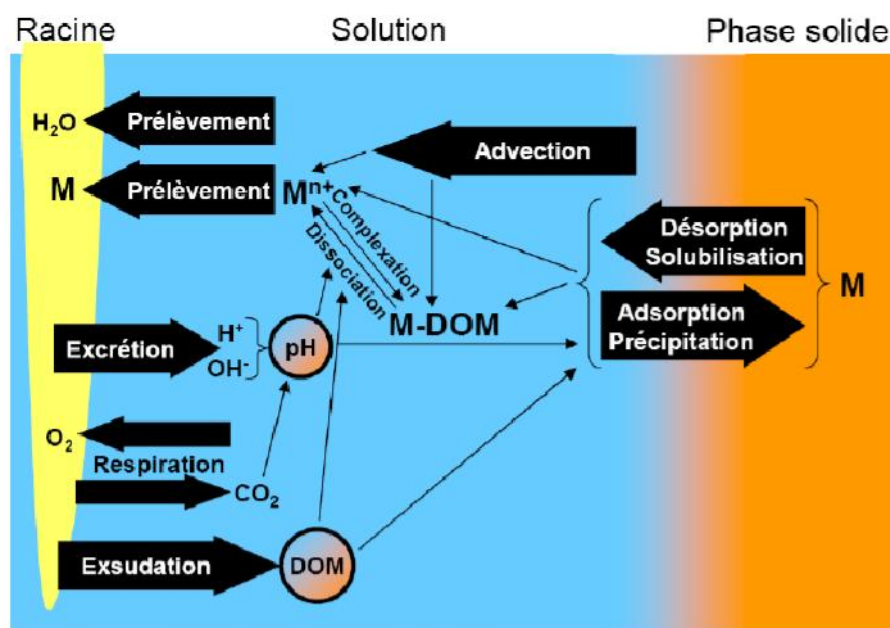 Racine
Solution
Phase solide
H₂O
Prélèvement
Advection
M
Prélèvement
Mⁿ⁺
Complexation
Dissociation
Désorption
Solubilisation
M
M-DOM
Adsorption
Précipitation
Excrétion
H⁺
OH⁻
pH
O₂
Respiration
CO₂
Exsudation
DOM